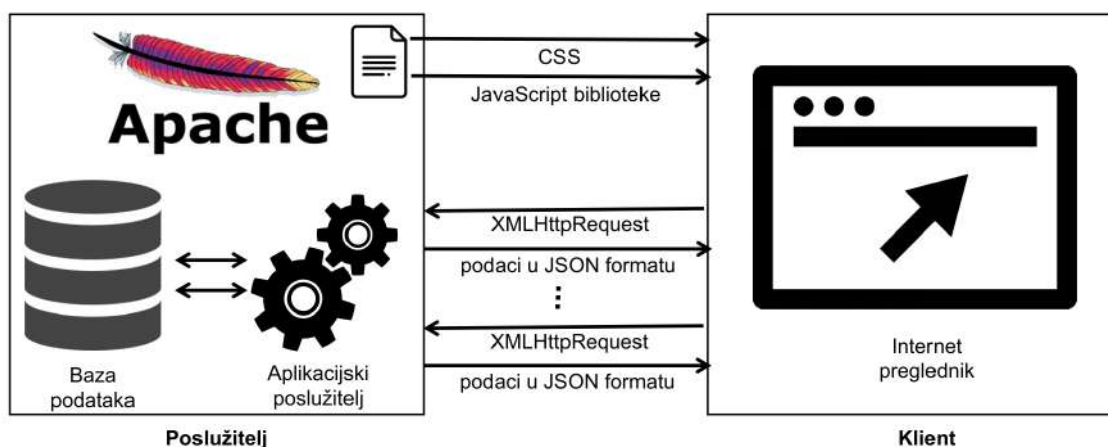 Apache
CSS
JavaScript biblioteke
XMLHttpRequest
podaci u JSON formatu
XMLHttpRequest
podaci u JSON formatu
Baza
podataka
Aplikacijski
poslužitelj
Internet
preglednik
Poslužitelj
Klient